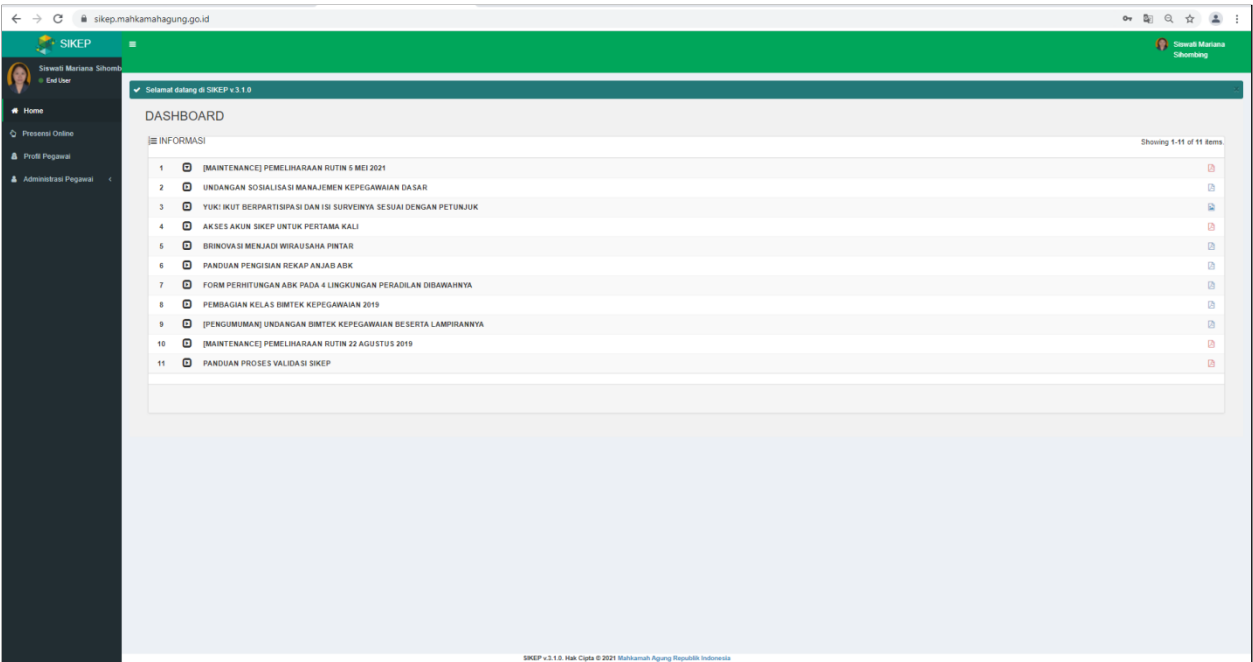 sikep.mahkamahagung.go.id
SIKEP
Siswati Mariana Sihombing
Siswati Mariana Sihomb
End User
Selamat datang di SIKEP v.3.1.0
Home
Presensi Online
Profil Pegawai
Administrasi Pegawai
DASHBOARD
INFORMASI
Showing 1-11 of 11 items.
1 [MAINTENANCE] PEMELIHARAAN RUTIN 5 MEI 2021
2 UNDANGAN SOSIALISASI MANAJEMEN KEPEGAWAIAN DASAR
3 YUK! IKUT BERPARTISIPASI DAN ISI SURVEINYA SESUAI DENGAN PETUNJUK
4 AKSES AKUN SIKEP UNTUK PERTAMA KALI
5 BRINOVASI MENJADI WIRAUSAHA PINTAR
6 PANDUAN PENGISIAN REKAP ANJAB ABK
7 FORM PERHITUNGAN ABK PADA 4 LINGKUNGAN PERADILAN DIBAWAHNYA
8 PEMBAGIAN KELAS BIMTEK KEPEGAWAIAN 2019
9 [PENGUMUMAN] UNDANGAN BIMTEK KEPEGAWAIAN BESERTA LAMPIRANNYA
10 [MAINTENANCE] PEMELIHARAAN RUTIN 22 AGUSTUS 2019
11 PANDUAN PROSES VALIDASI SIKEP
SIKEP v.3.1.0. Hak Cipta © 2021 Mahkamah Agung Republik Indonesia